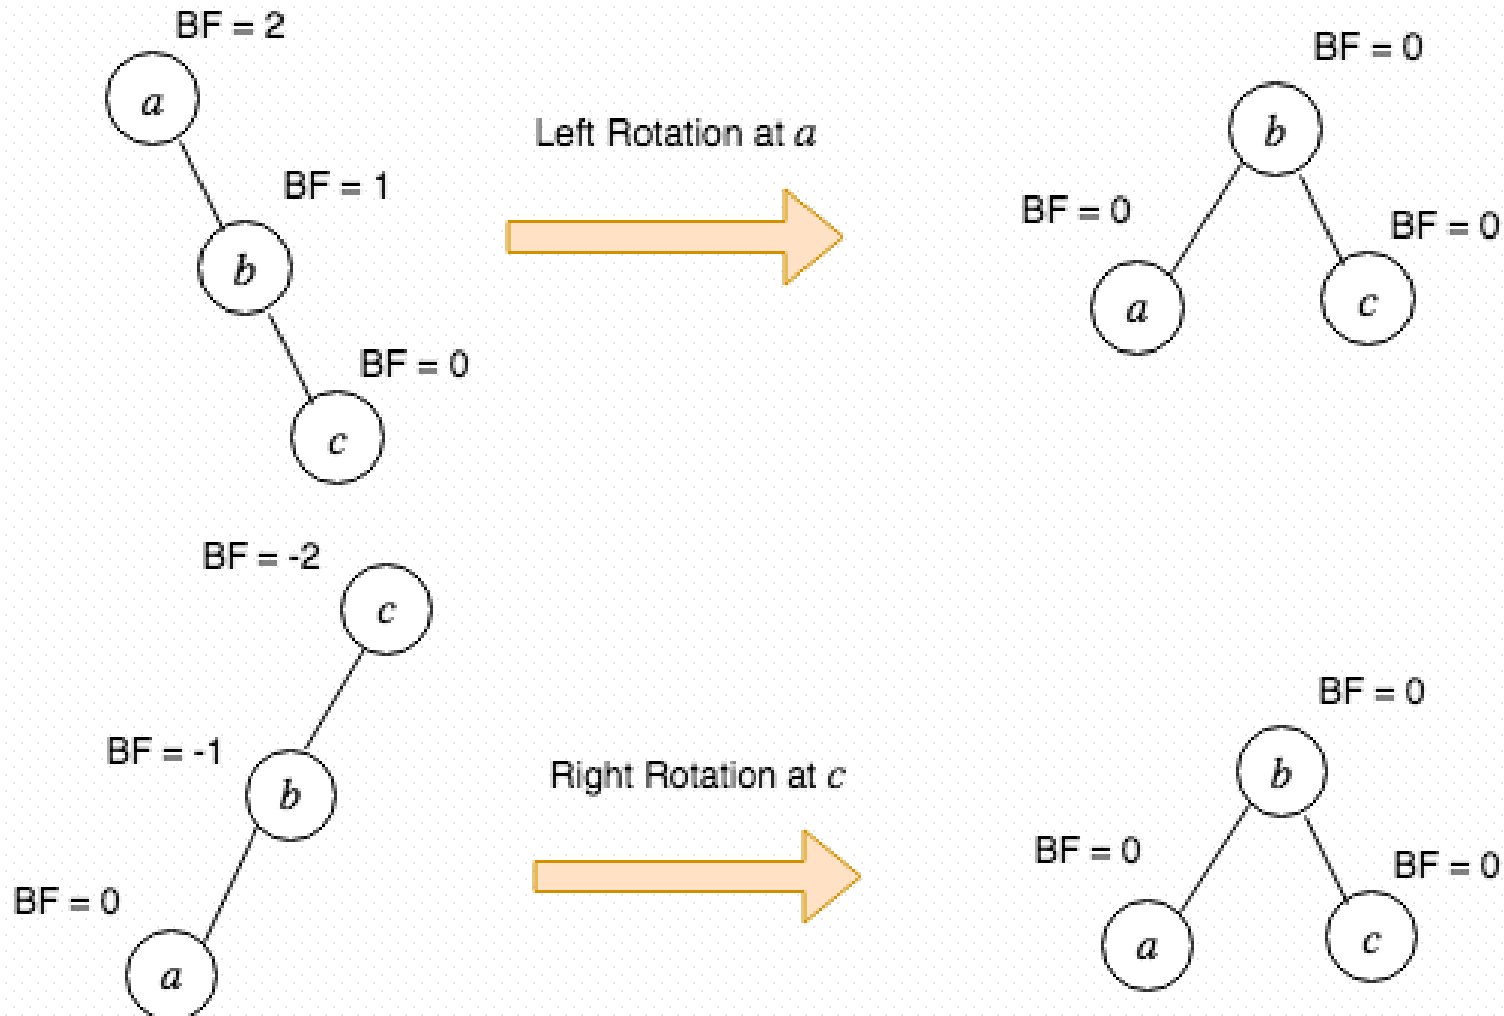 BF = 2
a
BF = 1
b
BF = 0
c
Left Rotation at a
BF = 0
b
BF = 0
a
BF = 0
c
BF = -2
c
BF = -1
b
BF = 0
a
Right Rotation at c
BF = 0
b
BF = 0
a
BF = 0
c